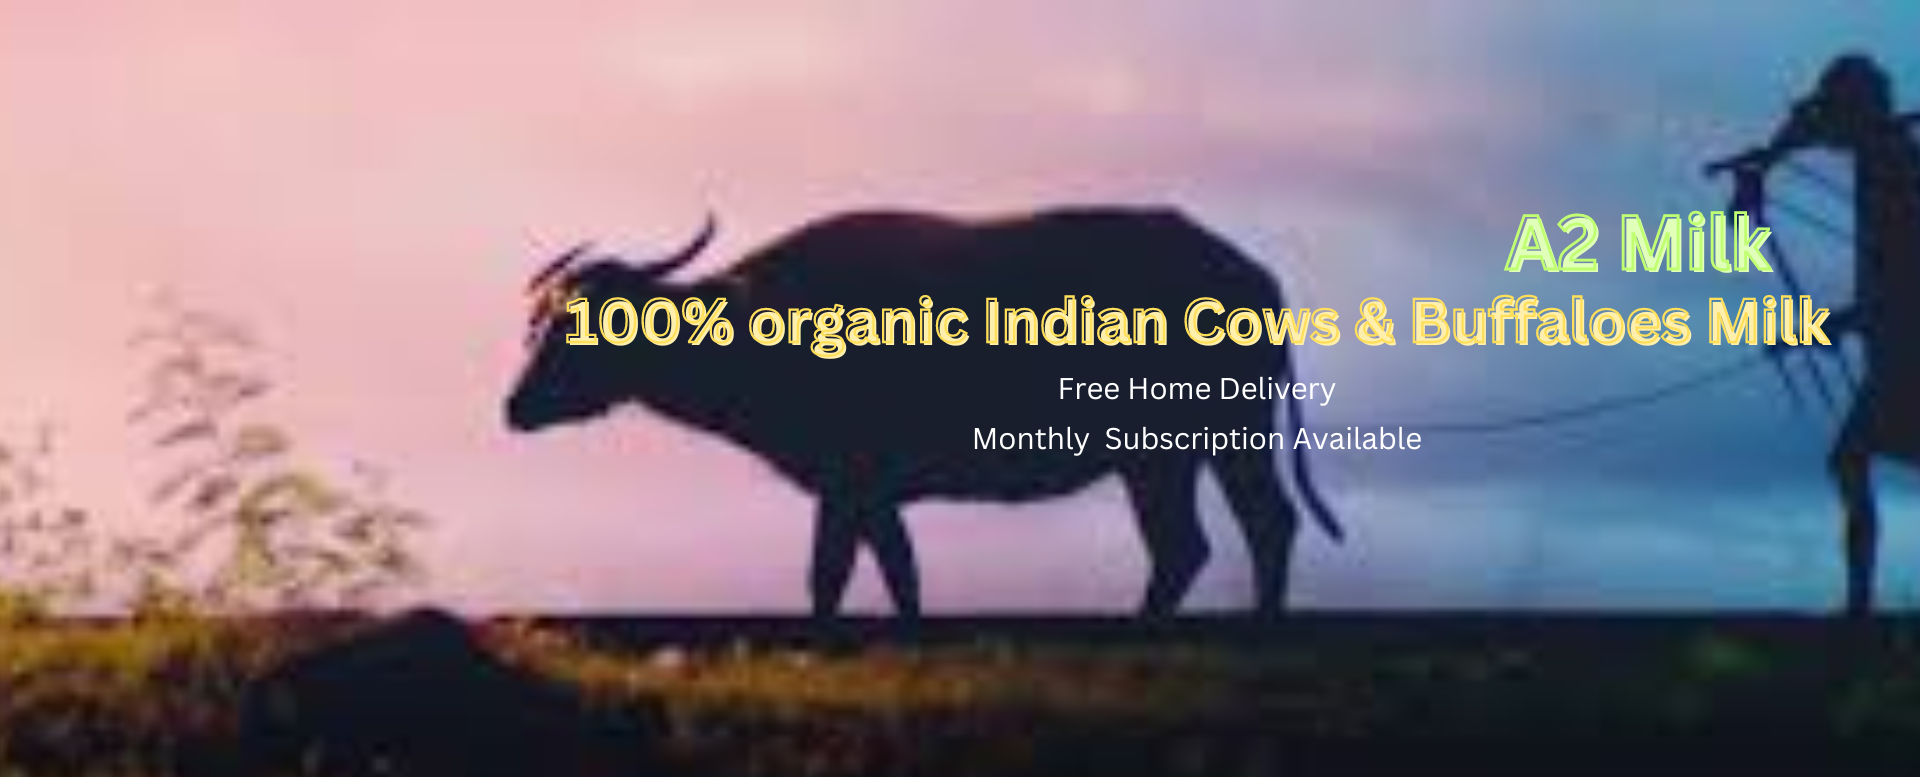 A2 Milk
100% organic Indian Cows & Buffaloes Milk
Free Home Delivery
Monthly  Subscription Available